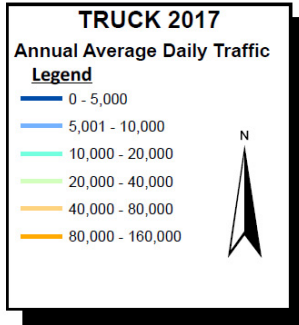 TRUCK 2017
Annual Average Daily Traffic
Legend
0 - 5,000
5,001 - 10,000
10,000 - 20,000
20,000 - 40,000
40,000 - 80,000
80,000 - 160,000
N